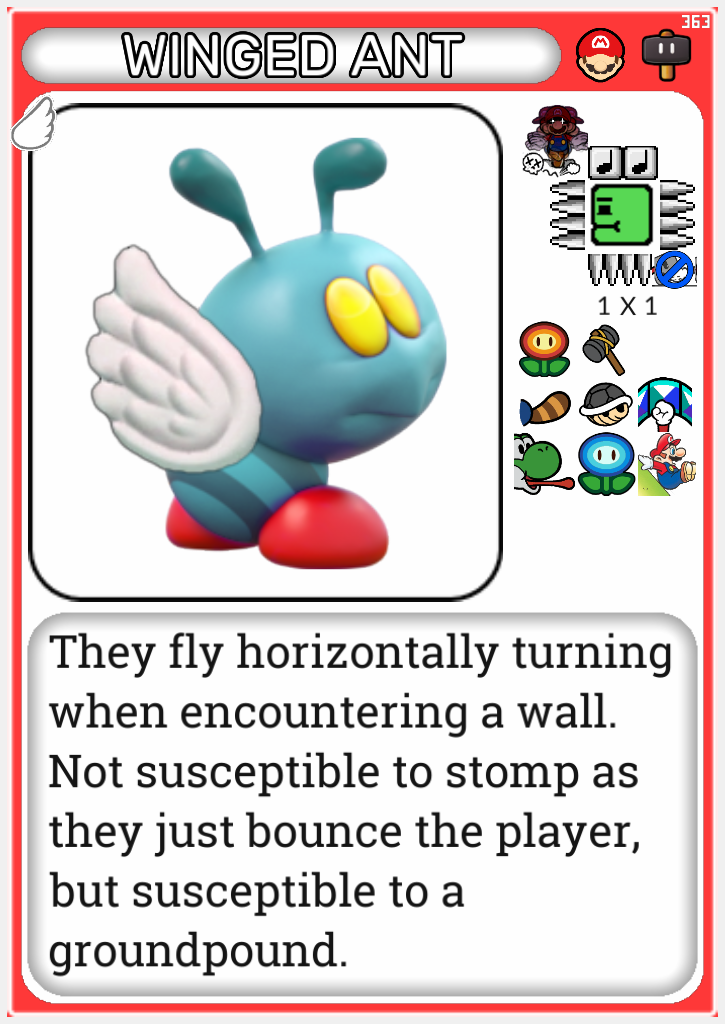 363
WINGED ANT
1 X 1
They fly horizontally turning
when encountering a wall.
Not susceptible to stomp as
they just bounce the player,
but susceptible to a
groundpound.